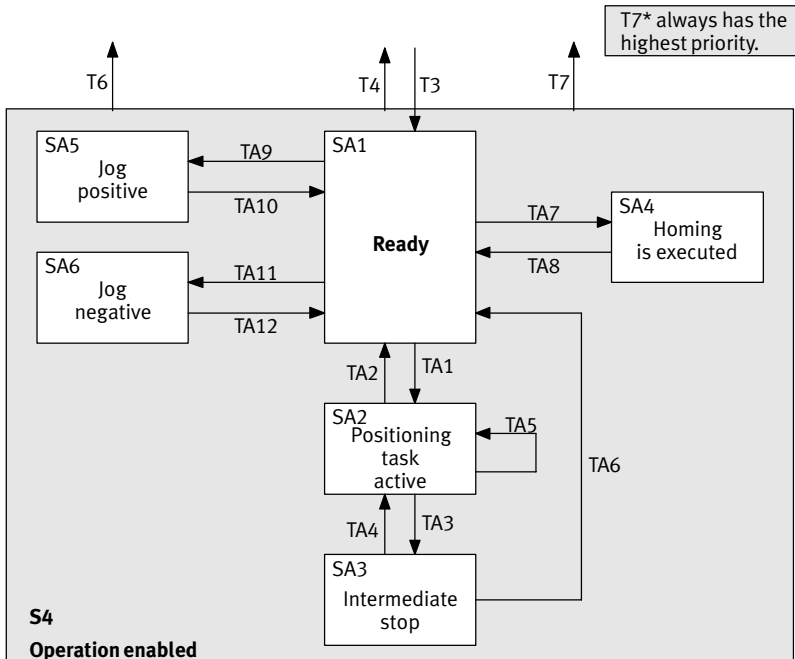 T7* always has the
highest priority.
T6
T4
T3
T7
SA5
Jog
positive
TA9
TA10
SA1
Ready
TA7
TA8
SA4
Homing
is executed
SA6
Jog
negative
TA11
TA12
TA2
TA1
SA2
Positioning
task
active
TA5
TA6
TA4
TA3
SA3
Intermediate
stop
S4
Operation enabled